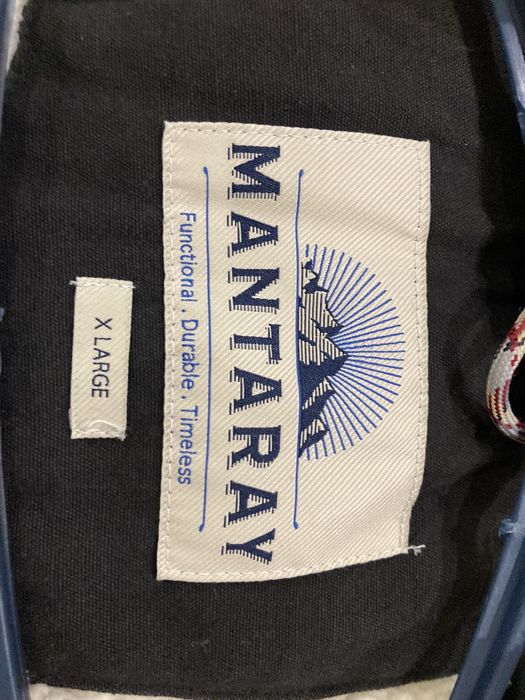 MANTARAY
Functional . Durable . Timeless
X LARGE